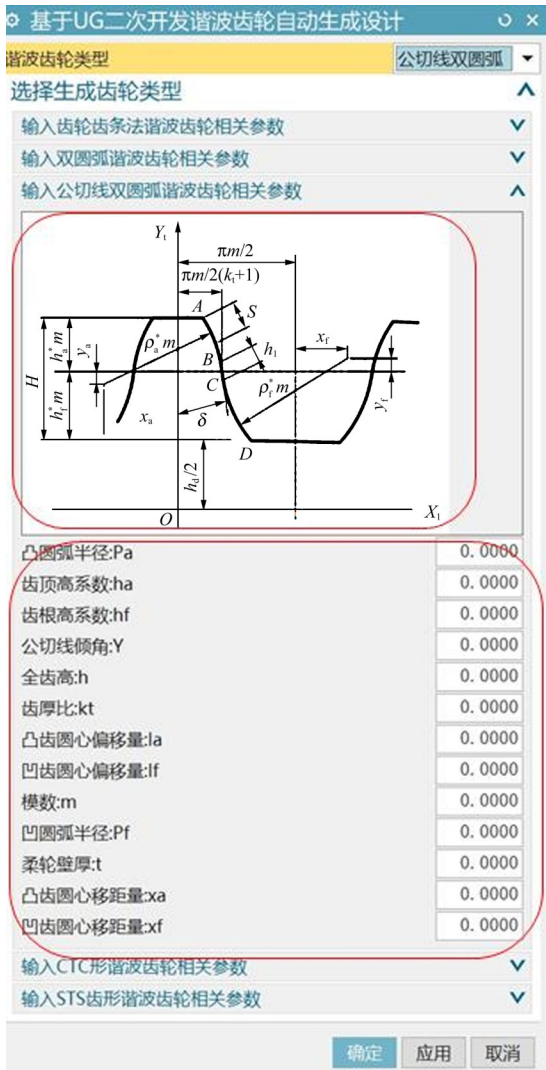 基于UG二次开发谐波齿轮自动生成设计
谐波齿轮类型 公切线双圆弧
选择生成齿轮类型
输入齿轮齿条法谐波齿轮相关参数
输入双圆弧谐波齿轮相关参数
输入公切线双圆弧谐波齿轮相关参数
Yt
πm/2
πm/2(kt+1)
A
S
xf
ya
ρa*m
h1
B
ha*m
H
C
ρf*m
hf*m
xa
δ
yf
D
hd/2
O
X1
凸圆弧半径:Pa 0.0000
齿顶高系数:ha 0.0000
齿根高系数:hf 0.0000
公切线倾角:Y 0.0000
全齿高:h 0.0000
齿厚比:kt 0.0000
凸齿圆心偏移量:la 0.0000
凹齿圆心偏移量:lf 0.0000
模数:m 0.0000
凹圆弧半径:Pf 0.0000
柔轮壁厚:t 0.0000
凸齿圆心移距量:xa 0.0000
凹齿圆心移距量:xf 0.0000
输入CTC形谐波齿轮相关参数
输入STS齿形谐波齿轮相关参数
确定 应用 取消